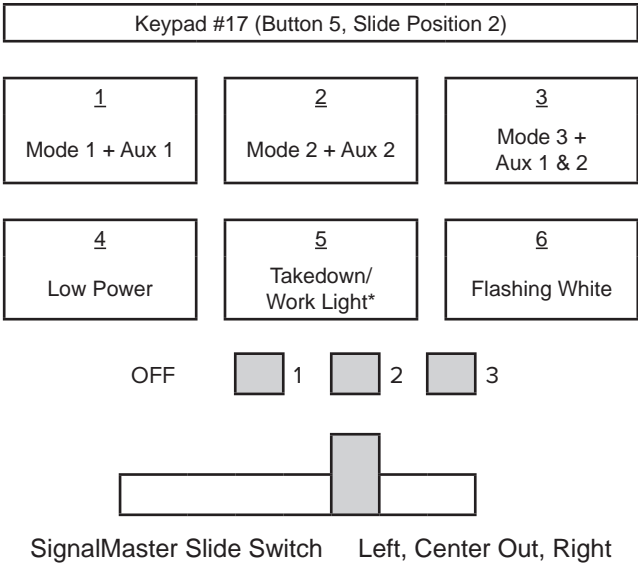 Keypad #17 (Button 5, Slide Position 2)
1
Mode 1 + Aux 1
2
Mode 2 + Aux 2
3
Mode 3 +
Aux 1 & 2
4
Low Power
5
Takedown/
Work Light*
6
Flashing White
OFF 1 2 3
SignalMaster Slide Switch Left, Center Out, Right